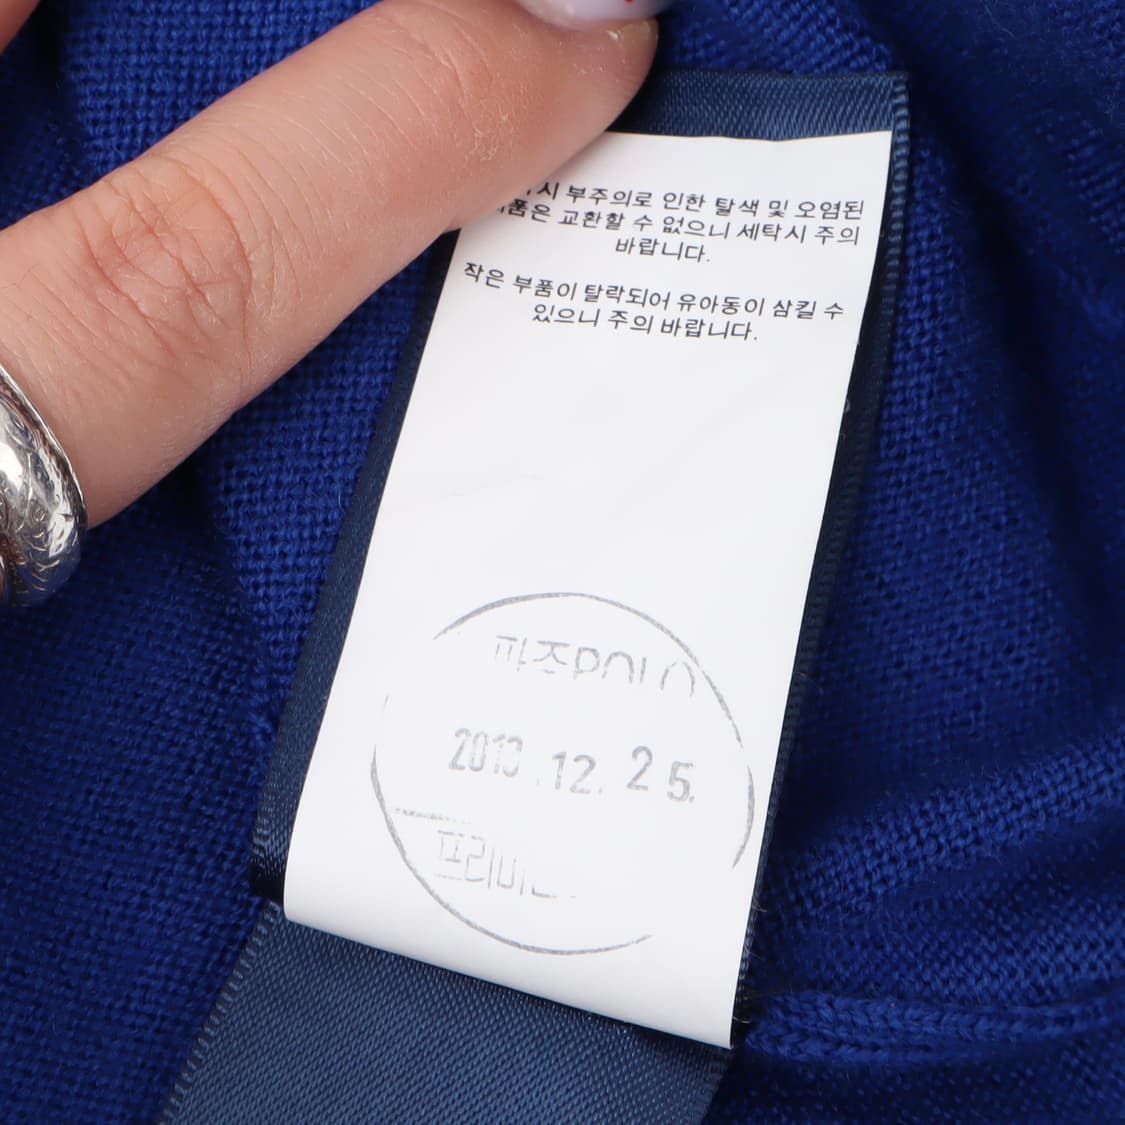 시 부주의로 인한 탈색 및 오염된
제품은 교환할 수 없으니 세탁시 주의
바랍니다.
작은 부품이 탈락되어 유아동이 삼킬 수
있으니 주의 바랍니다.
파주POLO
2013.12.25.